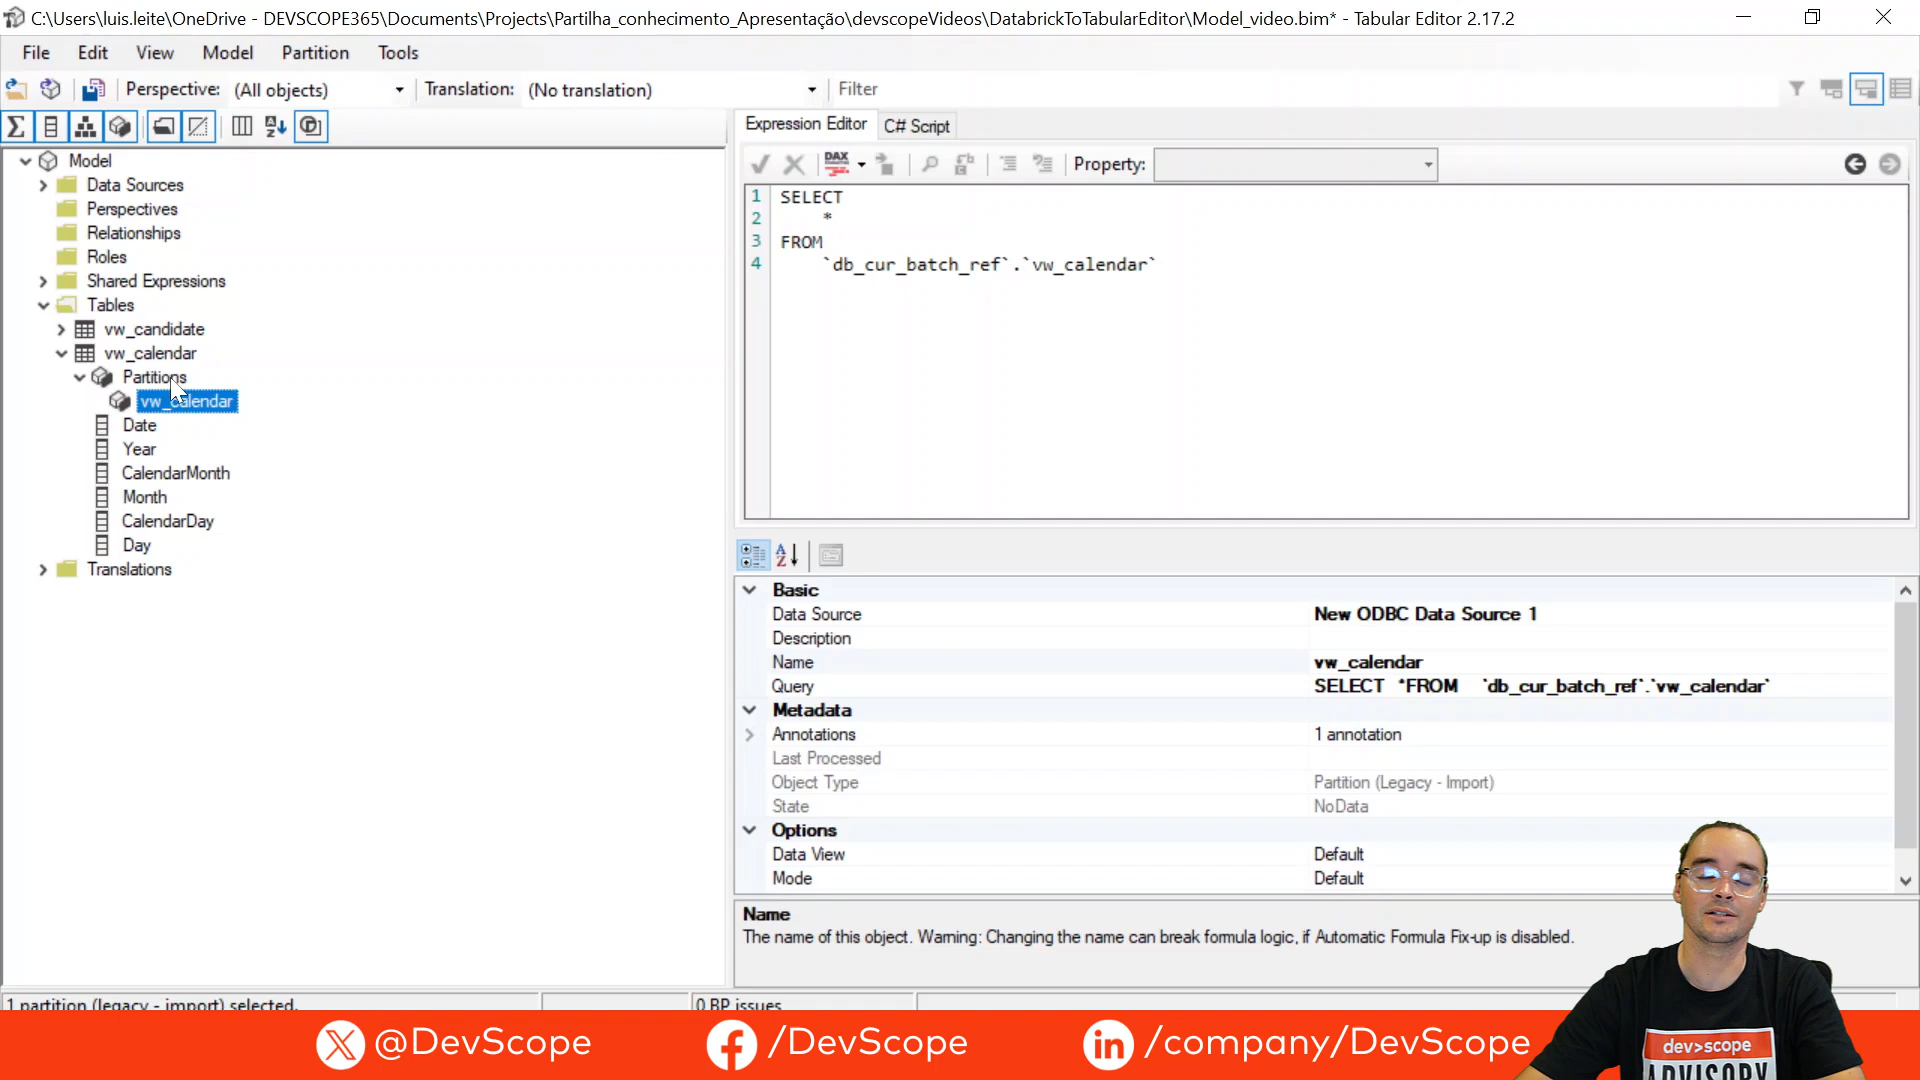 C:\Users\luis.leite\OneDrive - DEVSCOPE365\Documents\Projects\Partilha_conhecimento_Apresentação\devscopeVideos\DatabrickToTabularEditor\Model_video.bim* - Tabular Editor 2.17.2
File Edit View Model Partition Tools
Perspective: (All objects) Translation: (No translation) Filter
Expression Editor C# Script
DAX Property:
Model
Data Sources
Perspectives
Relationships
Roles
Shared Expressions
Tables
vw_candidate
vw_calendar
Partitions
vw_calendar
Date
Year
CalendarMonth
Month
CalendarDay
Day
Translations
1 SELECT
2 *
3 FROM
4 `db_cur_batch_ref`.`vw_calendar`
Basic
Data Source New ODBC Data Source 1
Description
Name vw_calendar
Query SELECT *FROM `db_cur_batch_ref`.`vw_calendar`
Metadata
Annotations 1 annotation
Last Processed
Object Type Partition (Legacy - Import)
State NoData
Options
Data View Default
Mode Default
Name
The name of this object. Warning: Changing the name can break formula logic, if Automatic Formula Fix-up is disabled.
1 partition (legacy - import) selected. 0 BP issues
@DevScope /DevScope /company/DevScope
dev>scope
ADVISORY